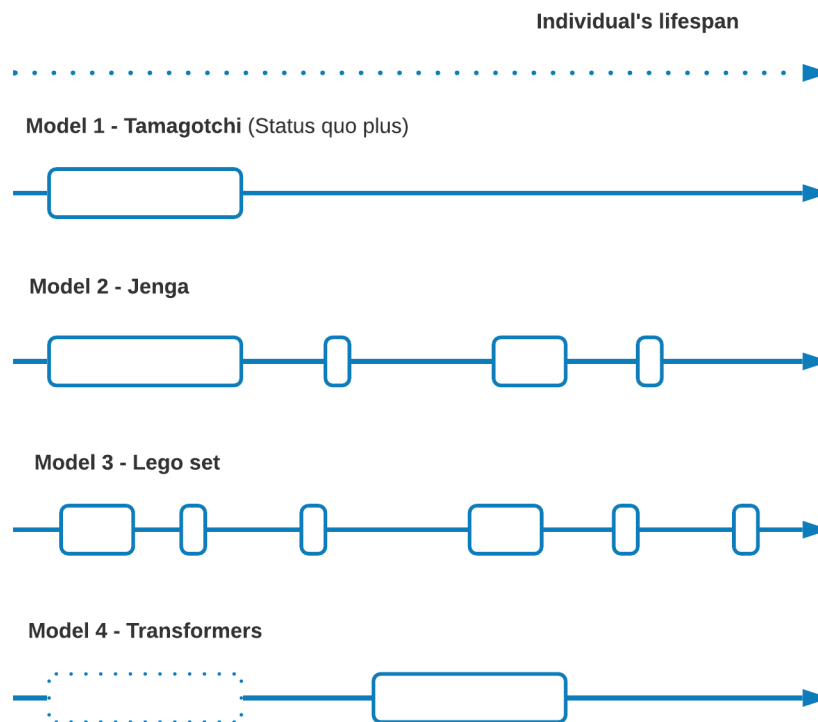 Individual's lifespan
Model 1 - Tamagotchi (Status quo plus)
Model 2 - Jenga
Model 3 - Lego set
Model 4 - Transformers